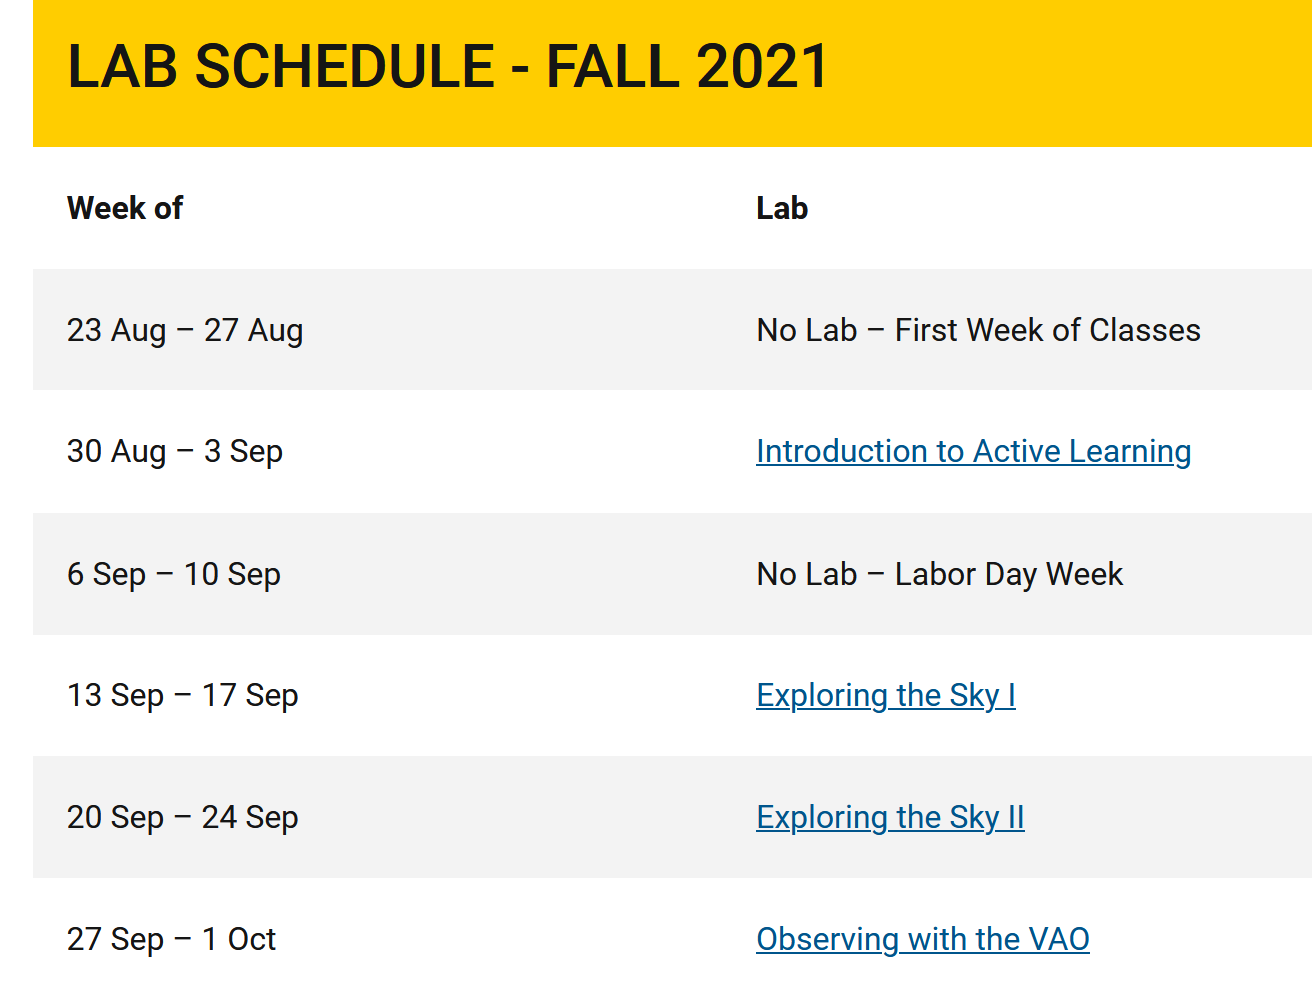 LAB SCHEDULE - FALL 2021
Week of Lab
23 Aug – 27 Aug No Lab – First Week of Classes
30 Aug – 3 Sep Introduction to Active Learning
6 Sep – 10 Sep No Lab – Labor Day Week
13 Sep – 17 Sep Exploring the Sky I
20 Sep – 24 Sep Exploring the Sky II
27 Sep – 1 Oct Observing with the VAO